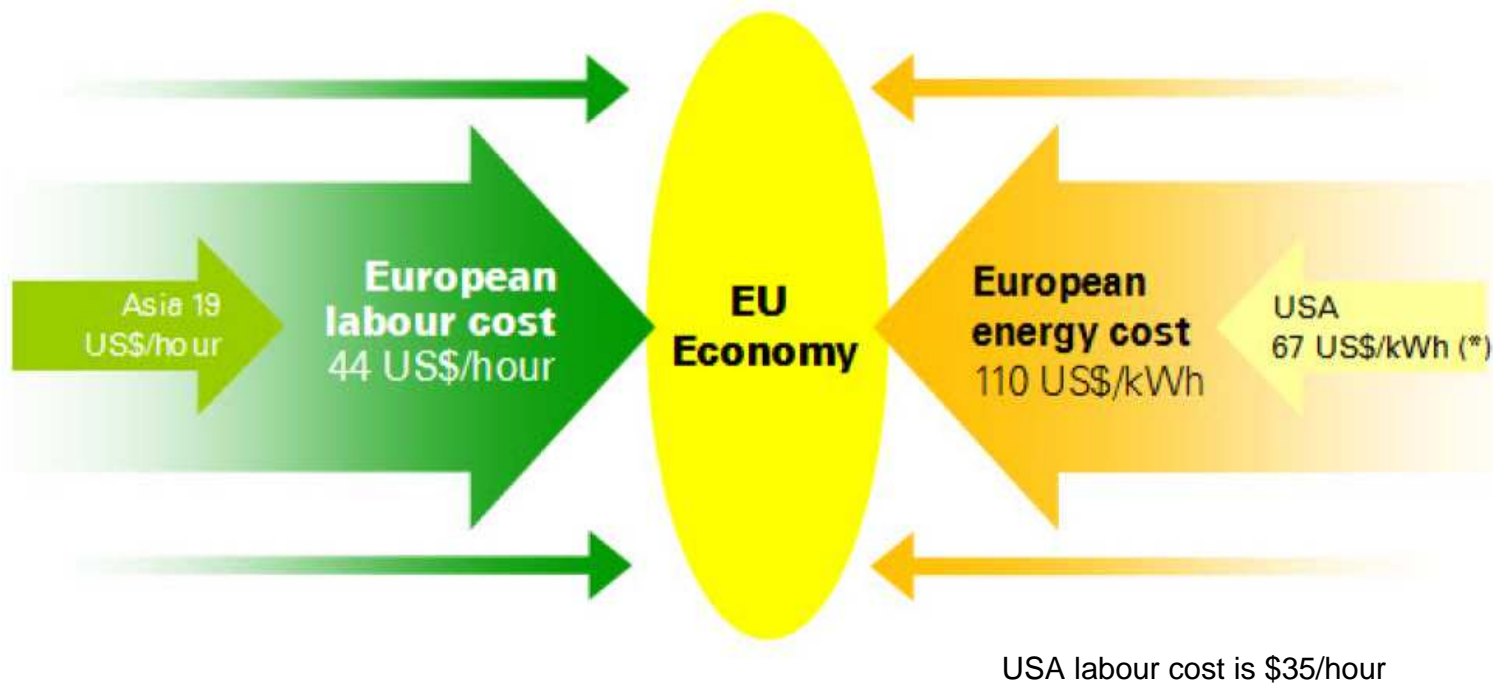 Asia 19
US$/hour
European
labour cost
44 US$/hour
EU
Economy
European
energy cost
110 US$/kWh
USA
67 US$/kWh (*)
USA labour cost is $35/hour